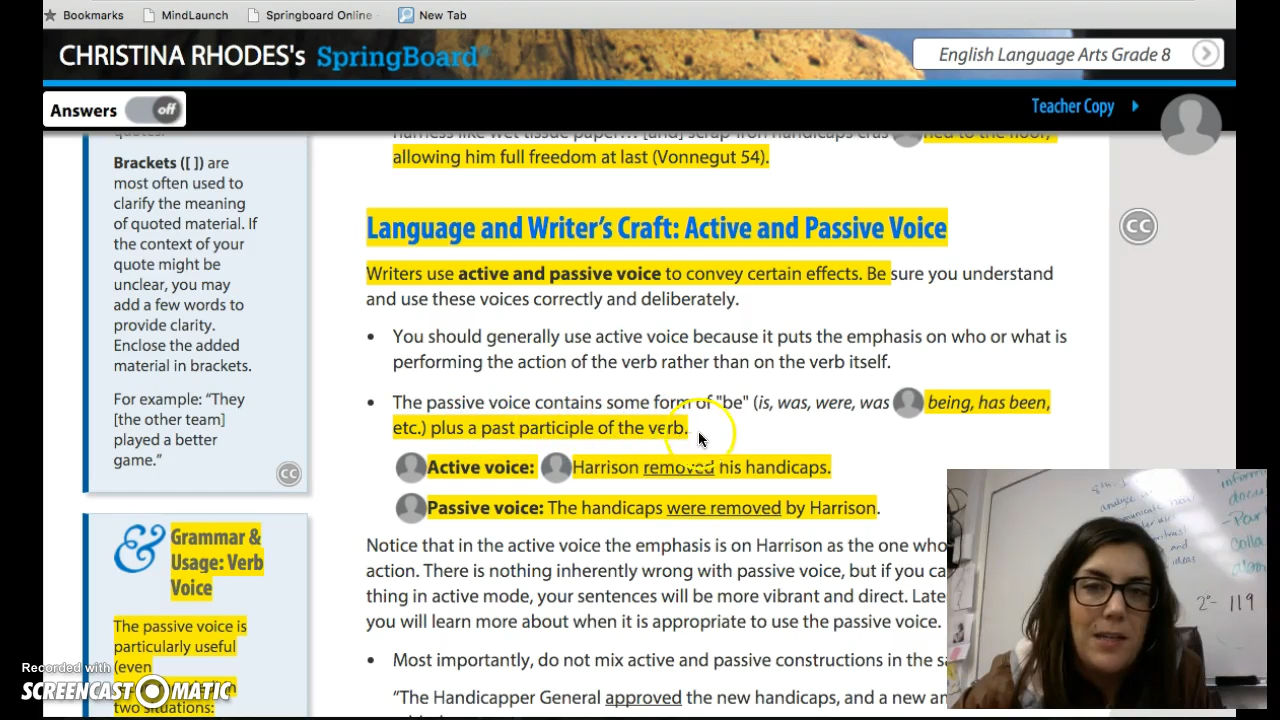 Bookmarks MindLaunch Springboard Online New Tab
CHRISTINA RHODES's SpringBoard
English Language Arts Grade 8
Answers off
Teacher Copy
Brackets ([ ]) are
most often used to
clarify the meaning
of quoted material. If
the context of your
quote might be
unclear, you may
add a few words to
provide clarity.
Enclose the added
material in brackets.
For example: “They
[the other team]
played a better
game.”
CC
&
Grammar &
Usage: Verb
Voice
The passive voice is
particularly useful
(even
two situations:
harness like wet tissue paper… [and] scrap-iron handicaps to the floor,
allowing him full freedom at last (Vonnegut 54).
Language and Writer’s Craft: Active and Passive Voice
CC
Writers use active and passive voice to convey certain effects. Be sure you understand
and use these voices correctly and deliberately.
• You should generally use active voice because it puts the emphasis on who or what is
performing the action of the verb rather than on the verb itself.
• The passive voice contains some form of "be" (is, was, were, was being, has been,
etc.) plus a past participle of the verb.
Active voice: Harrison removed his handicaps.
Passive voice: The handicaps were removed by Harrison.
Notice that in the active voice the emphasis is on Harrison as the one who
action. There is nothing inherently wrong with passive voice, but if you
thing in active mode, your sentences will be more vibrant and direct.
you will learn more about when it is appropriate to use the passive voice.
• Most importantly, do not mix active and passive constructions in the
“The Handicapper General approved the new handicaps, and a new
Recorded with
SCREENCAST O MATIC
2°- 119